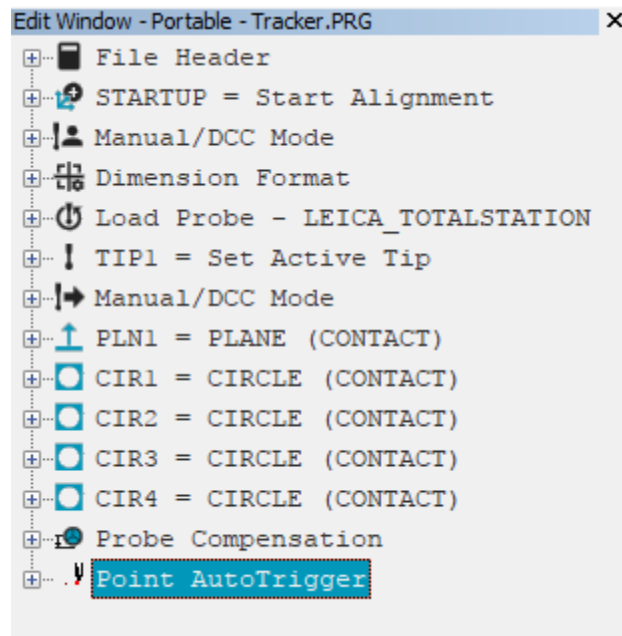 Edit Window - Portable - Tracker.PRG
File Header
STARTUP = Start Alignment
Manual/DCC Mode
Dimension Format
Load Probe - LEICA_TOTALSTATION
TIP1 = Set Active Tip
Manual/DCC Mode
PLN1 = PLANE (CONTACT)
CIR1 = CIRCLE (CONTACT)
CIR2 = CIRCLE (CONTACT)
CIR3 = CIRCLE (CONTACT)
CIR4 = CIRCLE (CONTACT)
Probe Compensation
Point AutoTrigger